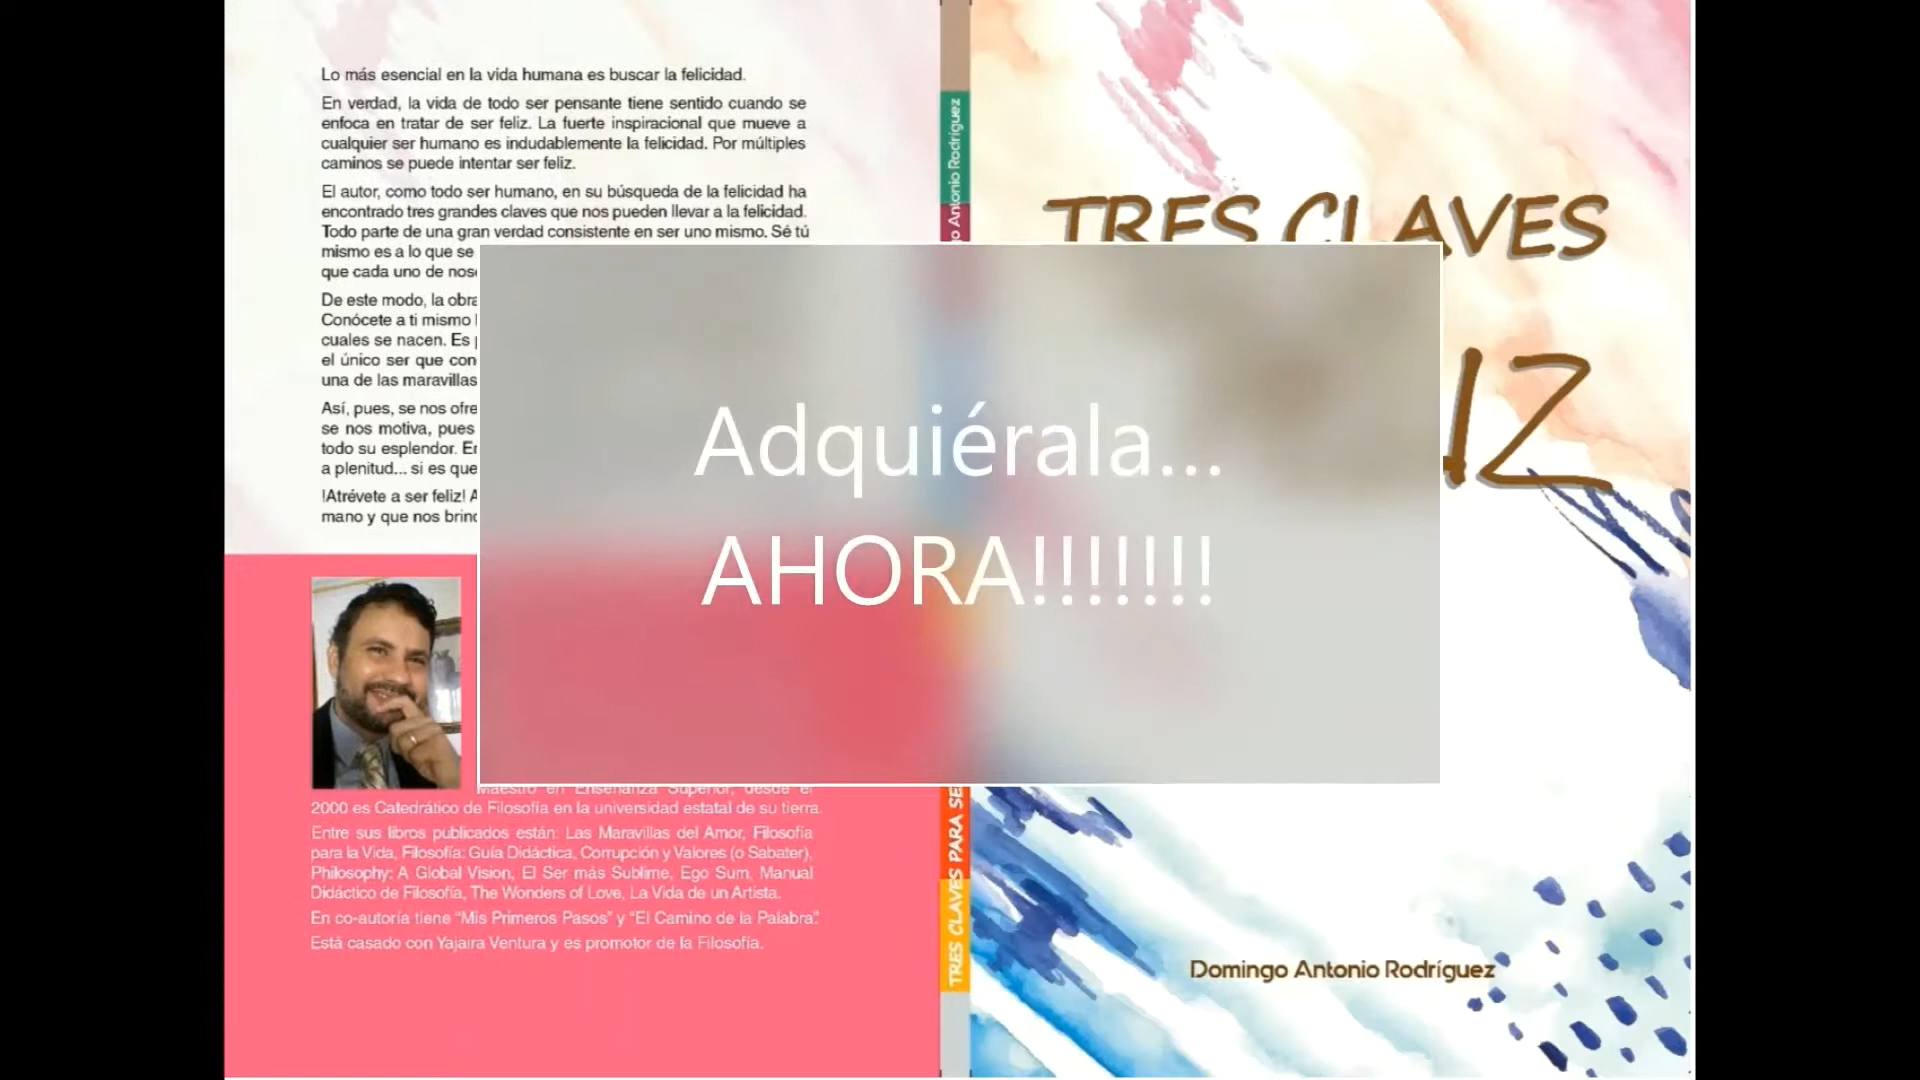 Lo más esencial en la vida humana es buscar la felicidad.
En verdad, la vida de todo ser pensante tiene sentido cuando se
enfoca en tratar de ser feliz. La fuerte inspiracional que mueve a
cualquier ser humano es indudablemente la felicidad. Por múltiples
caminos se puede intentar ser feliz.
El autor, como todo ser humano, en su búsqueda de la felicidad ha
encontrado tres grandes claves que nos pueden llevar a la felicidad.
Todo parte de una gran verdad consistente en ser uno mismo. Sé tú
mismo es a lo que se
que cada uno de
De este modo, la obra
Conócete a ti mismo
cuales se nacen. Es
el único ser que con
una de las maravillas
Así, pues, se nos ofre
se nos motiva, pues
todo su esplendor.
a plenitud... si es que
!Atrévete a ser feliz!
mano y que nos
Maestro en Enseñanza Superior, desde el
2000 es Catedrático de Filosofía en la universidad estatal de su tierra.
Entre sus libros publicados están: Las Maravillas del Amor, Filosofía
para la Vida, Filosofía: Guía Didáctica, Corrupción y Valores (o Sabater),
Philosophy: A Global Vision, El Ser más Sublime, Ego Sum, Manual
Didáctico de Filosofía, The Wonders of Love, La Vida de un Artista.
En co-autoría tiene “Mis Primeros Pasos” y “El Camino de la Palabra”.
Está casado con Yajaira Ventura y es promotor de la Filosofía.
Antonio Rodríguez
TRES CLAVES PARA SE
TRES CLAVES
IZ
Domingo Antonio Rodríguez
Adquiérala...
AHORA!!!!!!!